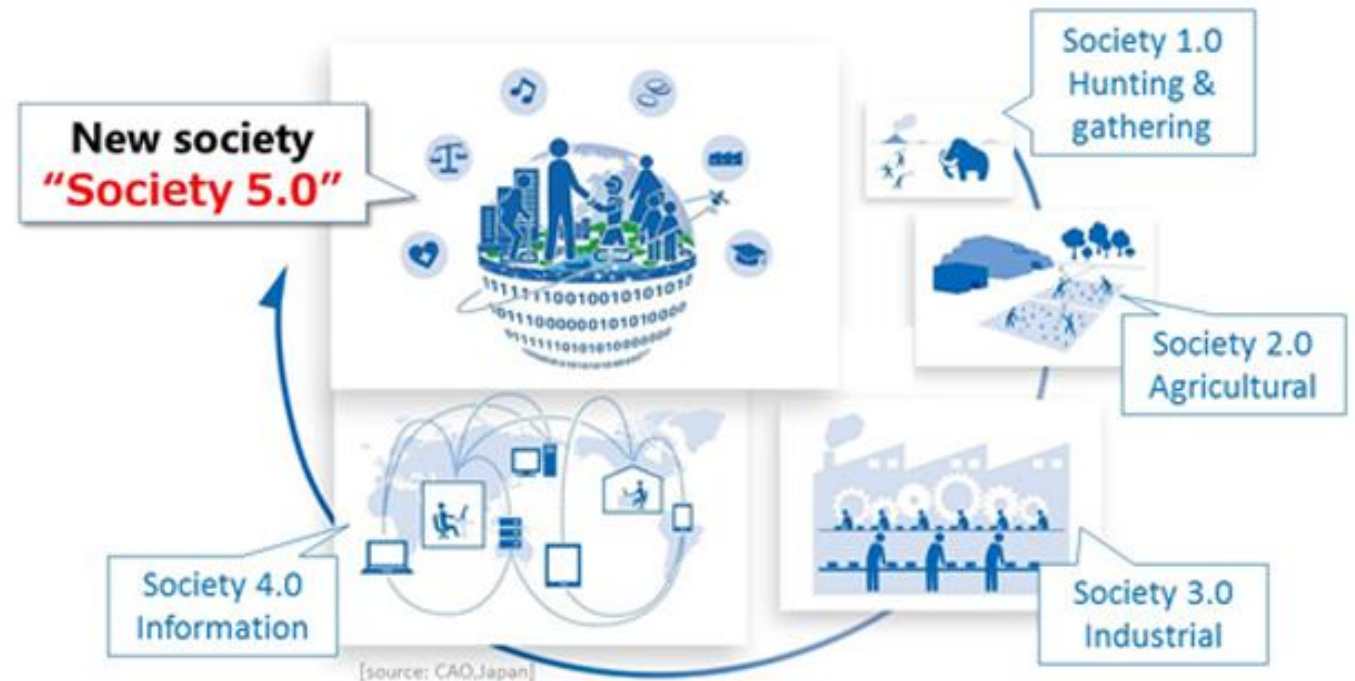 New society
“Society 5.0”
Society 1.0
Hunting &
gathering
Society 2.0
Agricultural
Society 3.0
Industrial
Society 4.0
Information
[source: CAO,Japan]